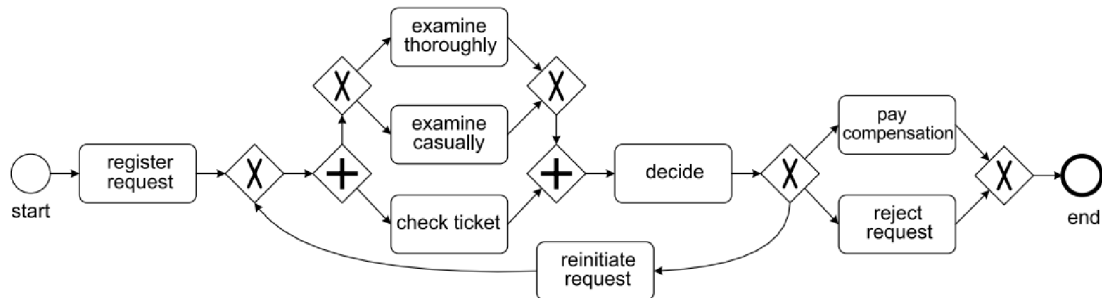 examine
thoroughly
examine
casually
pay
compensation
register
request
decide
start
check ticket
reject
request
end
reinitiate
request